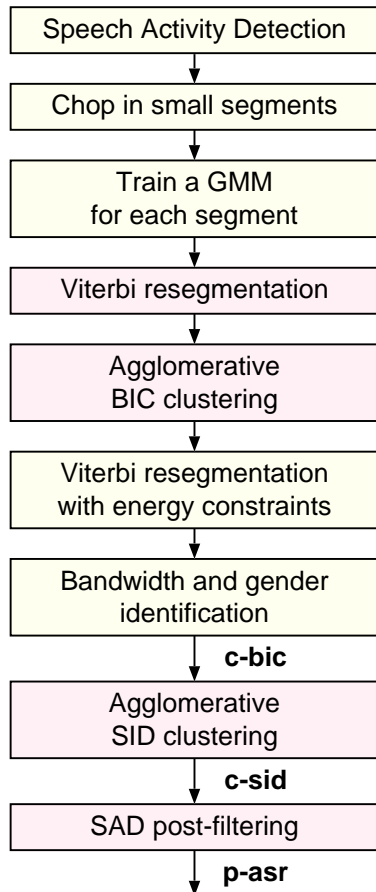 Speech Activity Detection
Chop in small segments
Train a GMM
for each segment
Viterbi resegmentation
Agglomerative
BIC clustering
Viterbi resegmentation
with energy constraints
Bandwidth and gender
identification
c-bic
Agglomerative
SID clustering
c-sid
SAD post-filtering
p-asr